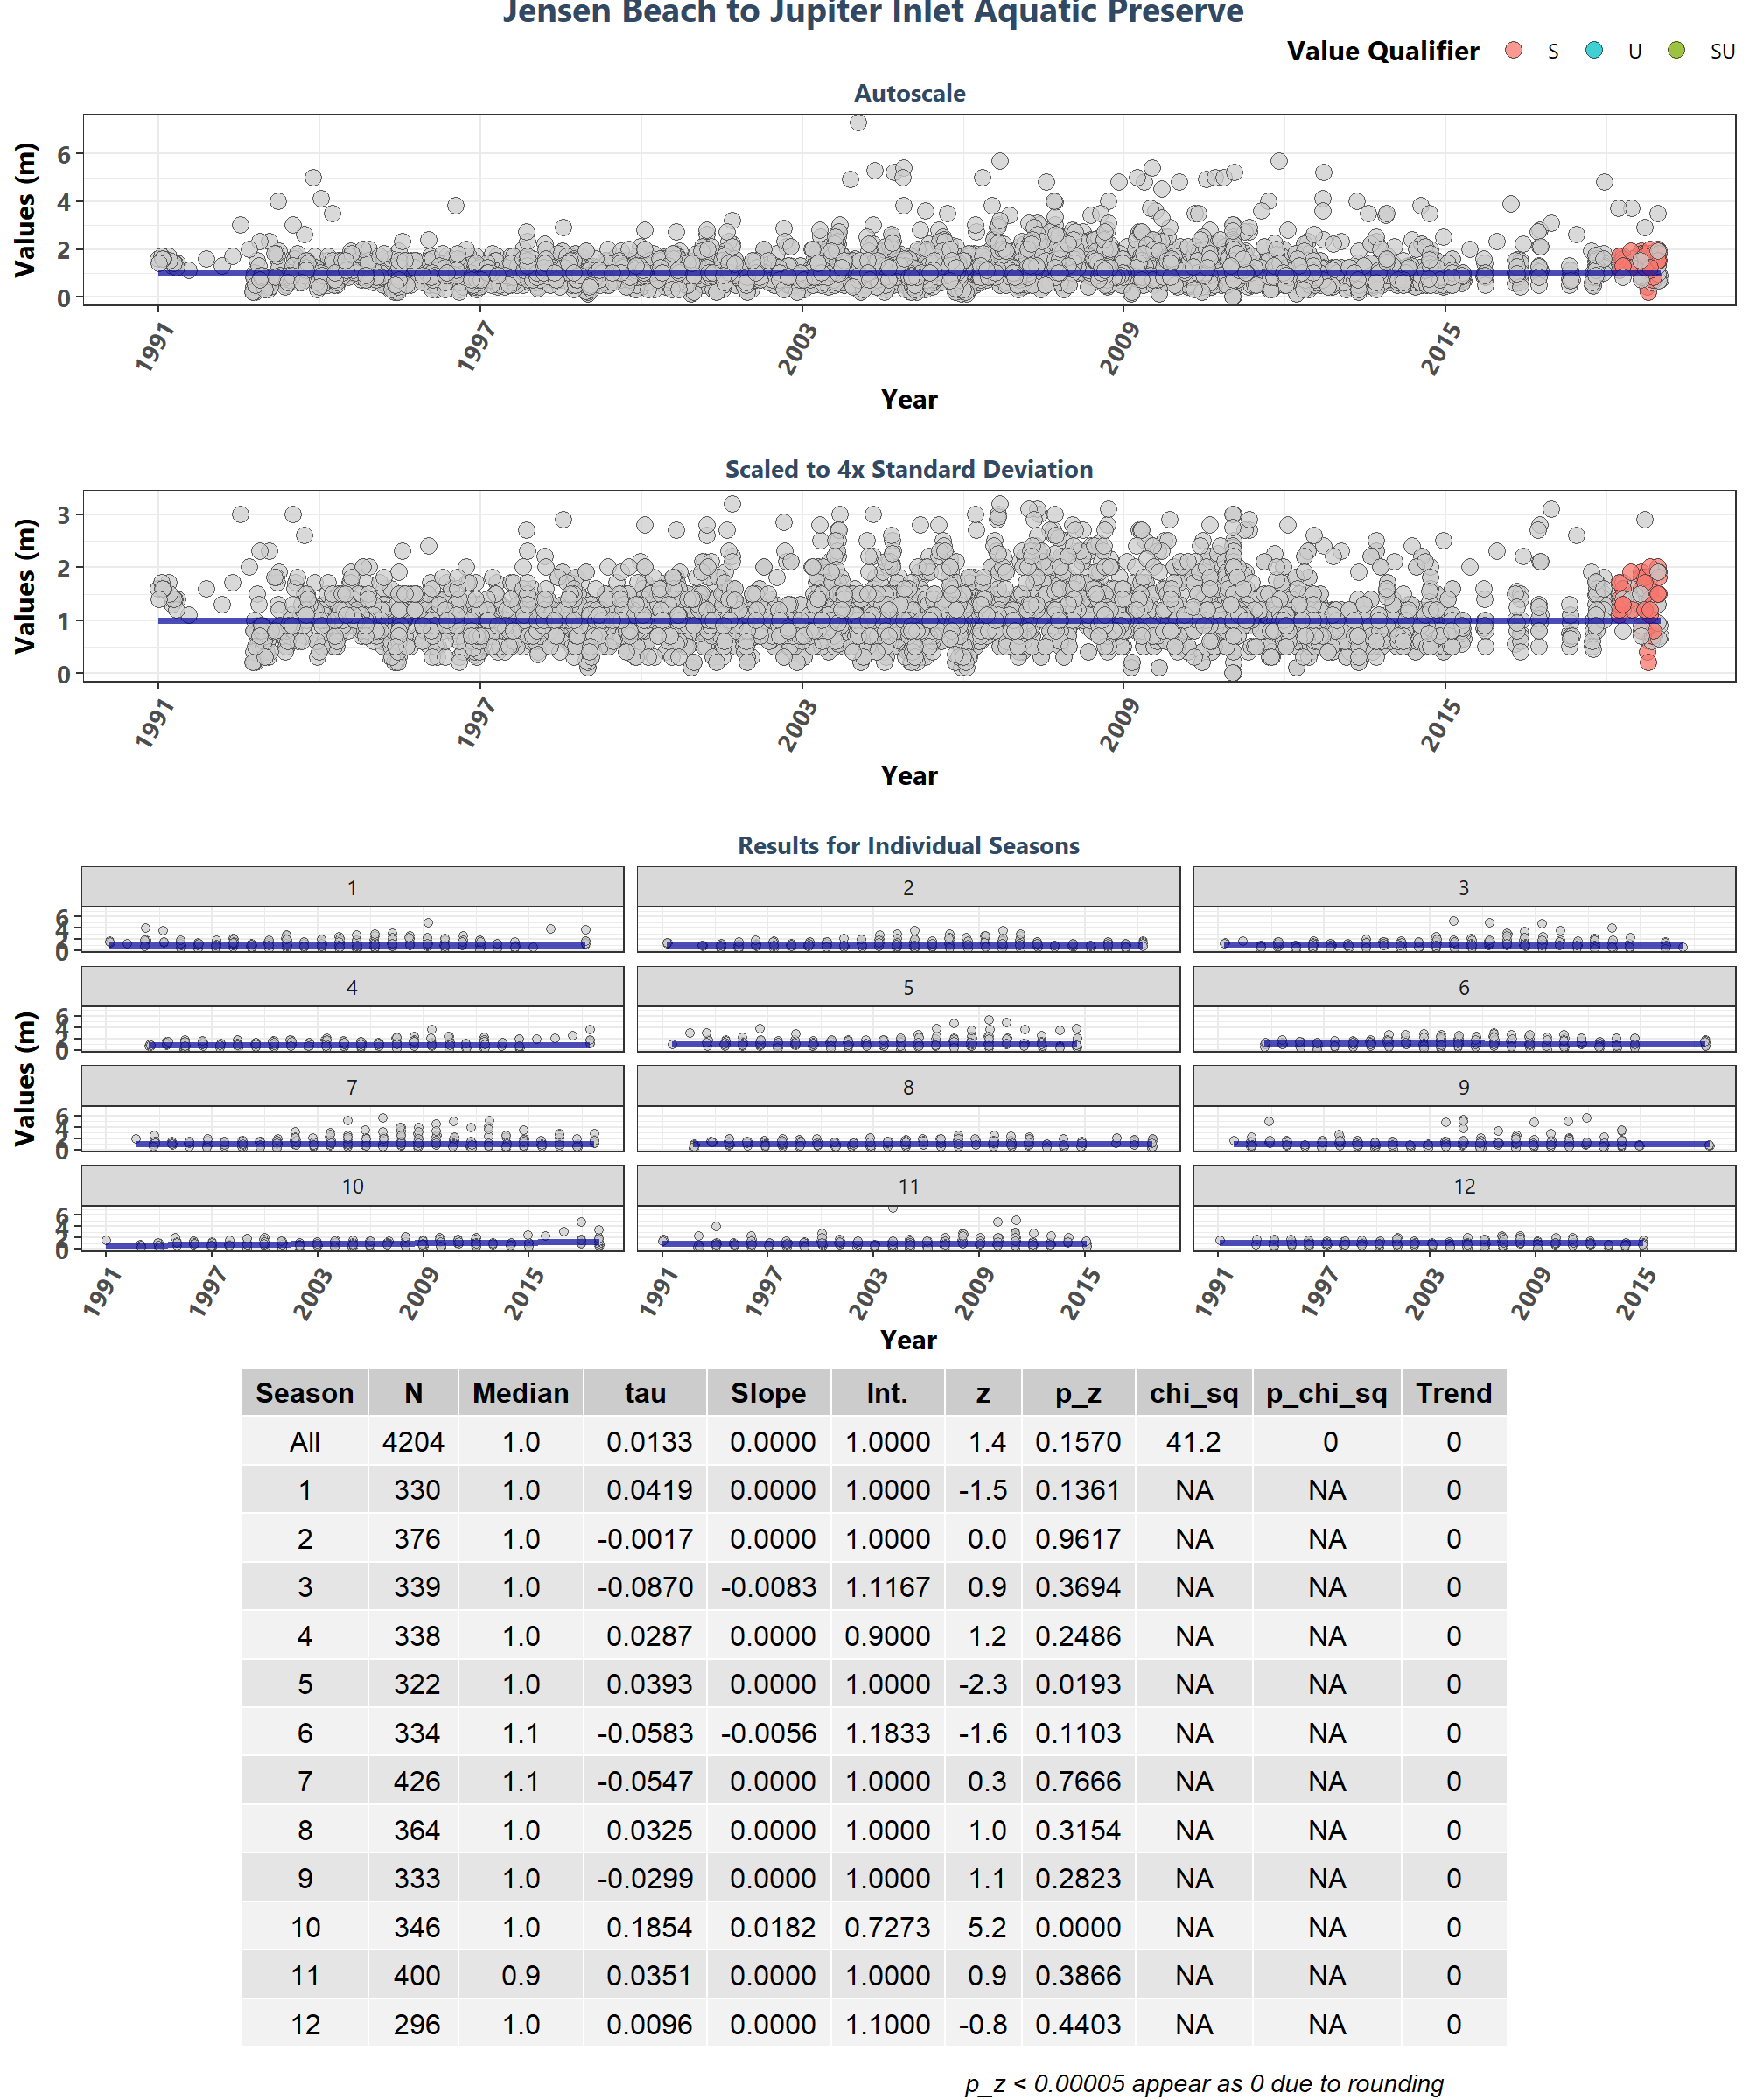 Jensen Beach to Jupiter Inlet Aquatic Preserve
Value Qualifier S U SU
Autoscale
Values (m)
6
4
2
0
1991 1997 2003 2009 2015
Year
Scaled to 4x Standard Deviation
Values (m)
3
2
1
0
1991 1997 2003 2009 2015
Year
Results for Individual Seasons
Values (m)
1 2 3
6
4
2
0
4 5 6
6
4
2
0
7 8 9
6
4
2
0
10 11 12
6
4
2
0
1991 1997 2003 2009 2015 1991 1997 2003 2009 2015 1991 1997 2003 2009 2015
Year
Season N Median tau Slope Int. z p_z chi_sq p_chi_sq Trend
All 4204 1.0 0.0133 0.0000 1.0000 1.4 0.1570 41.2 0 0
1 330 1.0 0.0419 0.0000 1.0000 -1.5 0.1361 NA NA 0
2 376 1.0 -0.0017 0.0000 1.0000 0.0 0.9617 NA NA 0
3 339 1.0 -0.0870 -0.0083 1.1167 0.9 0.3694 NA NA 0
4 338 1.0 0.0287 0.0000 0.9000 1.2 0.2486 NA NA 0
5 322 1.0 0.0393 0.0000 1.0000 -2.3 0.0193 NA NA 0
6 334 1.1 -0.0583 -0.0056 1.1833 -1.6 0.1103 NA NA 0
7 426 1.1 -0.0547 0.0000 1.0000 0.3 0.7666 NA NA 0
8 364 1.0 0.0325 0.0000 1.0000 1.0 0.3154 NA NA 0
9 333 1.0 -0.0299 0.0000 1.0000 1.1 0.2823 NA NA 0
10 346 1.0 0.1854 0.0182 0.7273 5.2 0.0000 NA NA 0
11 400 0.9 0.0351 0.0000 1.0000 0.9 0.3866 NA NA 0
12 296 1.0 0.0096 0.0000 1.1000 -0.8 0.4403 NA NA 0
p_z < 0.00005 appear as 0 due to rounding